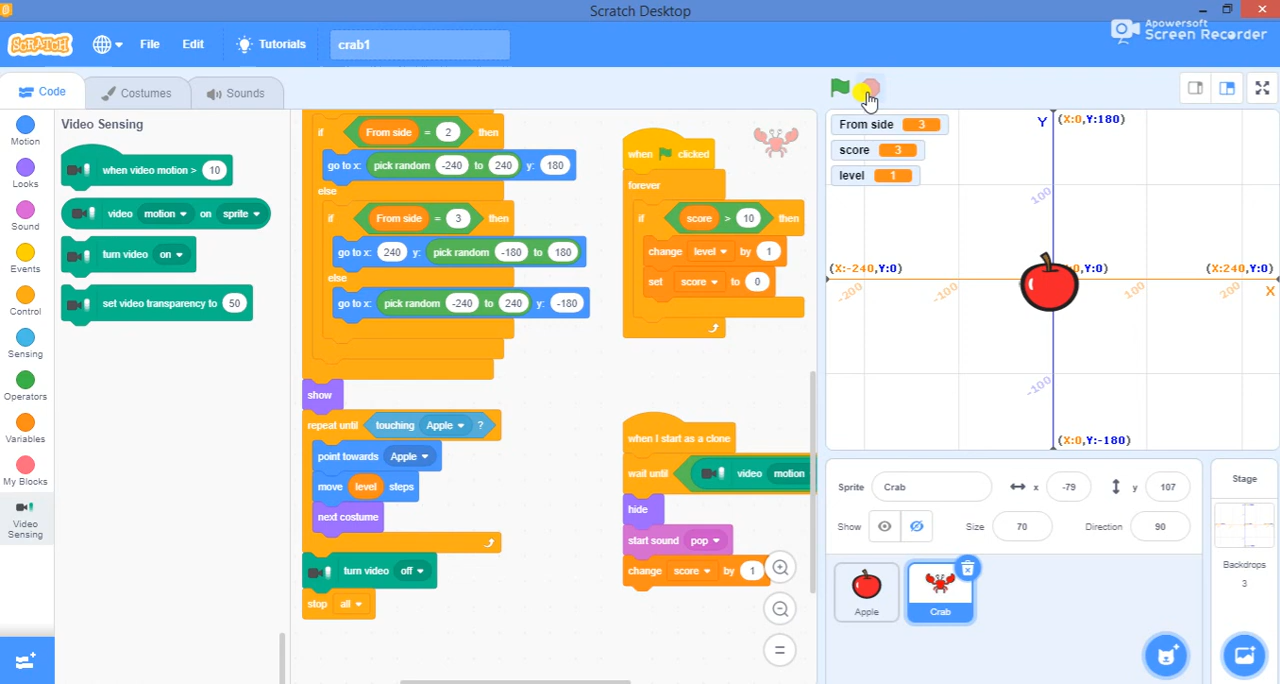 Scratch Desktop
SCRATCH File Edit Tutorials crab1
Apowersoft
Screen Recorder
Code Costumes Sounds
Motion
Looks
Sound
Events
Control
Sensing
Operators
Variables
My Blocks
Video
Sensing
Video Sensing
when video motion > 10
video motion on sprite
turn video on
set video transparency to 50
if From side = 2 then
go to x: pick random -240 to 240 y: 180
else
if From side = 3 then
go to x: 240 y: pick random -180 to 180
else
go to x: pick random -240 to 240 y: -180
show
repeat until touching Apple ?
point towards Apple
move level steps
next costume
turn video off
stop all
when clicked
forever
if score > 10 then
change level by 1
set score to 0
when I start as a clone
wait until video motion
hide
start sound pop
change score by 1
From side 3
score 3
level 1
Y (X:0,Y:180)
100
(X:-240,Y:0) 0,Y:0) (X:240,Y:0)
-200 -100 100 200 X
-100
(X:0,Y:-180)
Sprite Crab x -79 y 107
Show Size 70 Direction 90
Apple
Crab
Stage
Backdrops
3